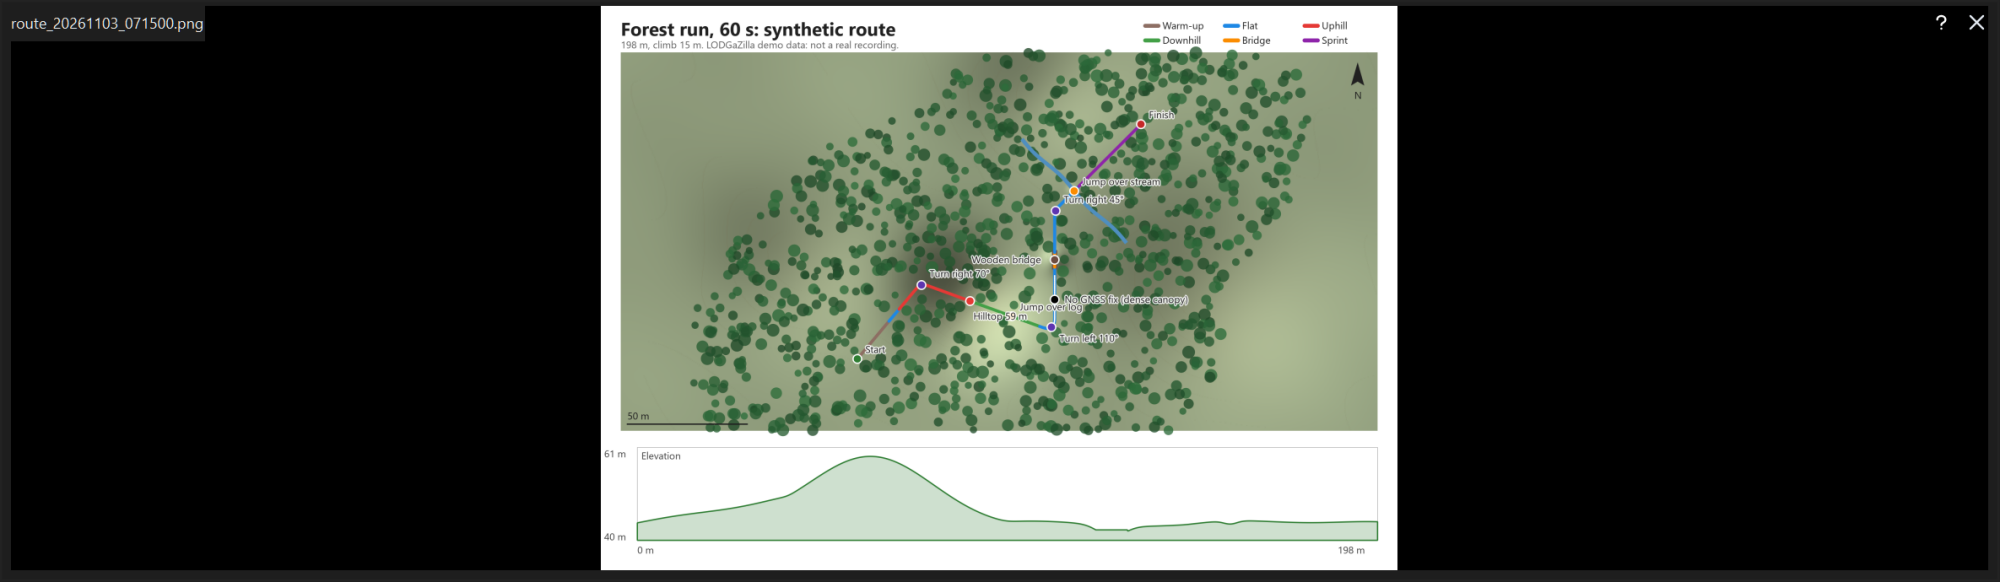 route_20261103_071500.png
?
Forest run, 60 s: synthetic route
198 m, climb 15 m. LODGaZilla demo data: not a real recording.
Warm-up
Flat
Uphill
Downhill
Bridge
Sprint
N
Finish
Jump over stream
Turn right 45°
Wooden bridge
Turn right 70°
No GNSS fix (dense canopy)
Jump over log
Hilltop 59 m
Turn left 110°
Start
50 m
61 m
Elevation
40 m
0 m
198 m